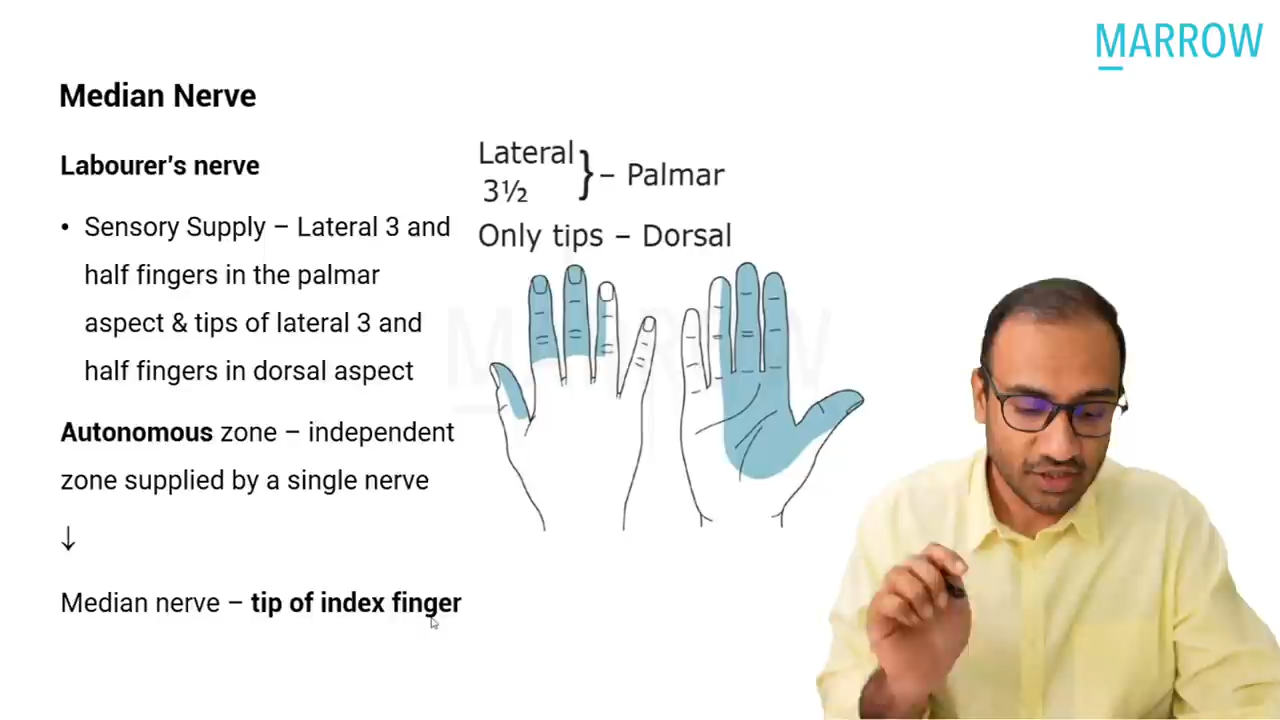 MARROW
Median Nerve
Labourer's nerve
• Sensory Supply – Lateral 3 and
half fingers in the palmar
aspect & tips of lateral 3 and
half fingers in dorsal aspect
Autonomous zone – independent
zone supplied by a single nerve
↓
Median nerve – tip of index finger
Lateral
3½ } – Palmar
Only tips – Dorsal
MARROW